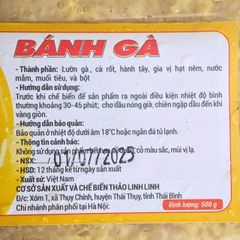 BÁNH GÀ
- Thành phần: Lườn gà, cà rốt, hành tây, gia vị hạt nêm, nước
mắm, muối tiêu, và bột
- Hướng dẫn sử dụng:
Trước khi chế biến để sản phẩm ra ngoài điều kiện nhiệt độ bình
thường khoảng 30-45 phút; cho dầu nóng già, chiên ngập dầu đến khi
vàng giòn.
- Hướng dẫn bảo quản:
Bảo quản ở nhiệt độ dưới âm 18°C hoặc ngăn đá tủ lạnh.
- Thông tin cảnh báo:
Không sử dụng sản phẩm có màu sắc, mùi vị lạ.
- NSX: 01/07/2025
- HSD: 12 tháng kể từ ngày sản xuất
- Xuất sứ: Việt Nam
CƠ SỞ SẢN XUẤT VÀ CHẾ BIẾN THẢO LINH LINH
Đ/c: Xóm 1, xã Thụy Chính, huyện Thái Thụy, tỉnh Thái Bình
Chi nhánh phân phối tại Hà Nội:
Định lượng: 500 g